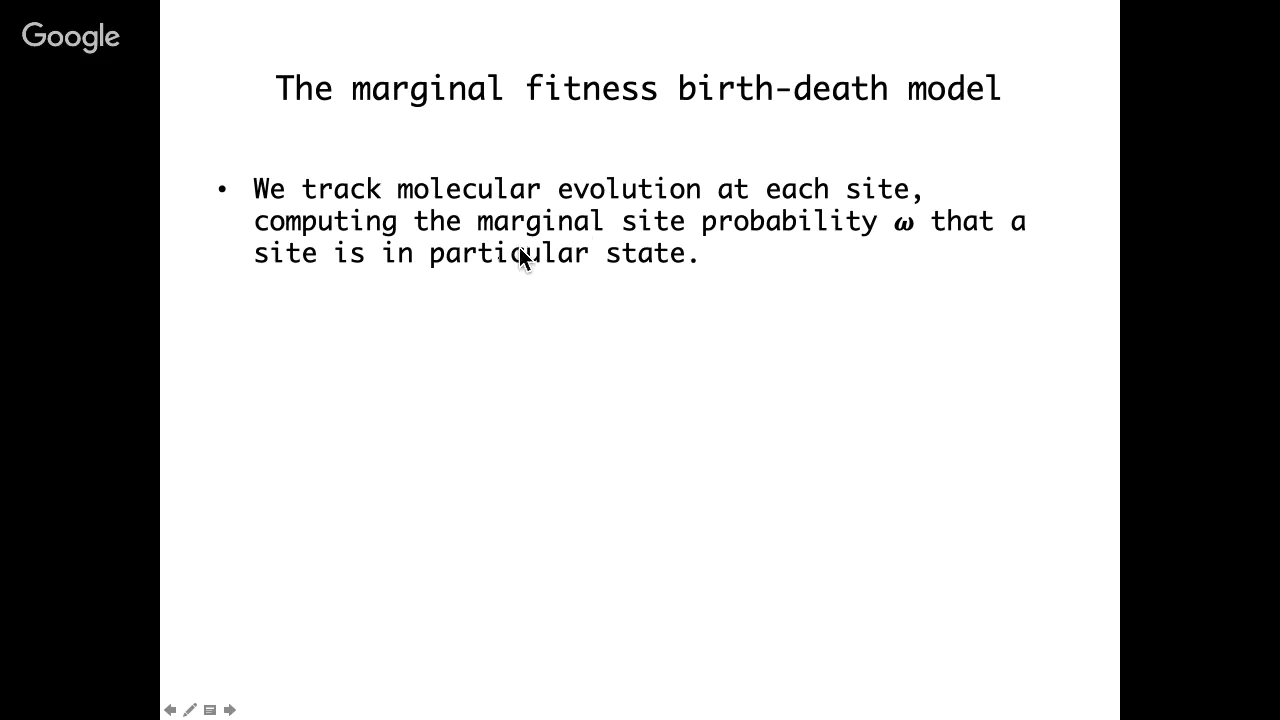 Google
The marginal fitness birth-death model
• We track molecular evolution at each site,
computing the marginal site probability ω that a
site is in particular state.